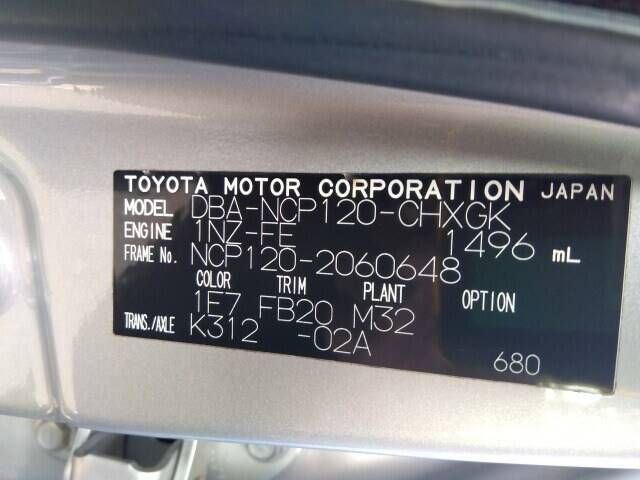 TOYOTA MOTOR CORPORATION JAPAN
MODEL DBA-NCP120-CHXGK
ENGINE 1NZ-FE 1496 mL
FRAME No. NCP120-2060648
COLOR TRIM PLANT OPTION
1F7 FB20 M32
TRANS./AXLE K312 -02A
680